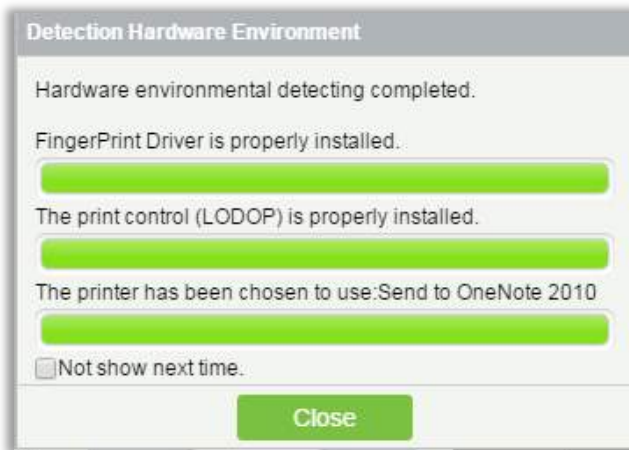 Detection Hardware Environment
Hardware environmental detecting completed.
FingerPrint Driver is properly installed.
The print control (LODOP) is properly installed.
The printer has been chosen to use:Send to OneNote 2010
Not show next time.
Close